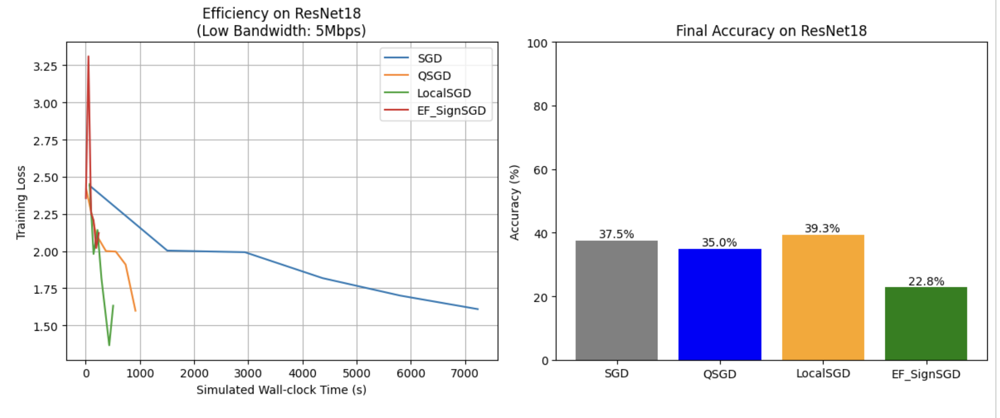 Efficiency on ResNet18
(Low Bandwidth: 5Mbps)
Training Loss
3.25
3.00
2.75
2.50
2.25
2.00
1.75
1.50
SGD
QSGD
LocalSGD
EF_SignSGD
0 1000 2000 3000 4000 5000 6000 7000
Simulated Wall-clock Time (s)
Final Accuracy on ResNet18
Accuracy (%)
100
80
60
40
20
0
37.5%
35.0%
39.3%
22.8%
SGD QSGD LocalSGD EF_SignSGD